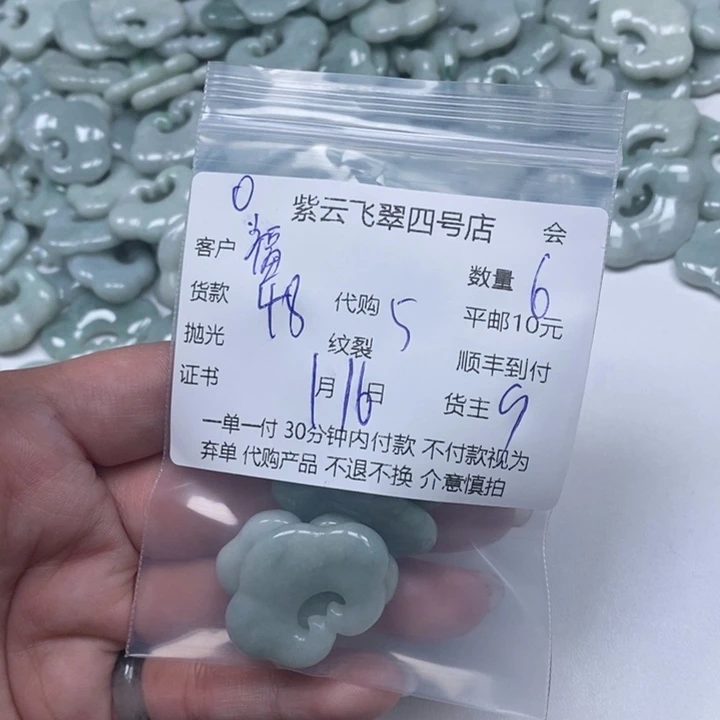 0
紫云飞翠四号店 会
客户 福 数量 6
货款 48 代购 5 平邮10元
抛光 纹裂 顺丰到付
证书 1月16日 货主 9
一单一付 30分钟内付款 不付款视为
弃单 代购产品 不退不换 介意慎拍